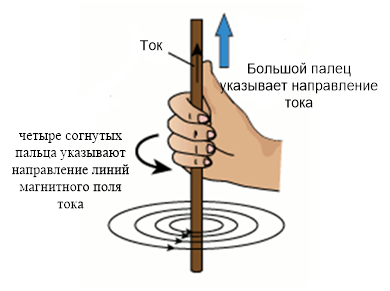 Ток
Большой палец
указывает направление
тока
четыре согнутых
пальца указывают
направление линий
магнитного поля
тока